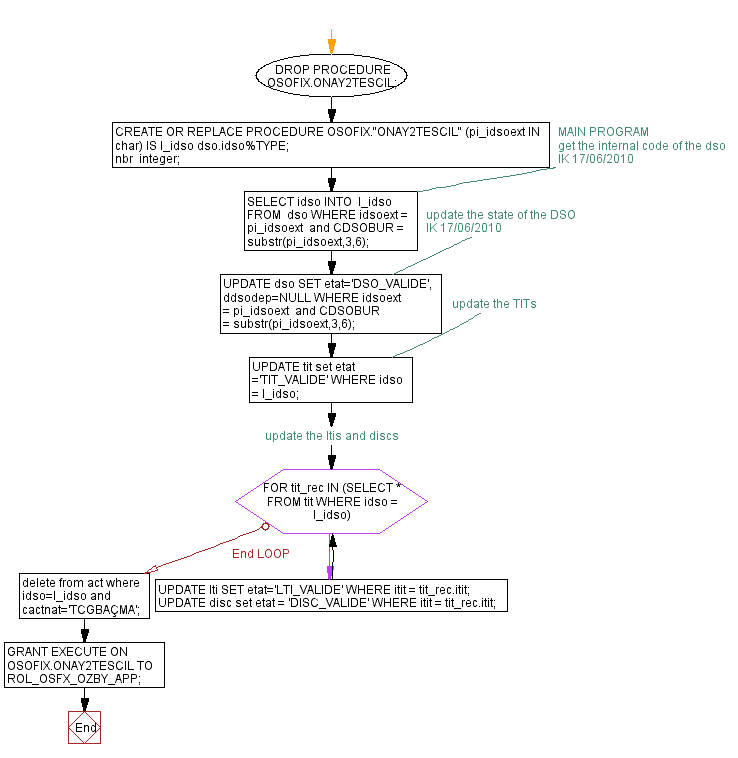 DROP PROCEDURE
OSOFIX.ONAY2TESCIL;
CREATE OR REPLACE PROCEDURE OSOFIX."ONAY2TESCIL" (pi_idsoext IN
char) IS l_idso dso.idso%TYPE;
nbr integer;
MAIN PROGRAM
get the internal code of the dso
IK 17/06/2010
SELECT idso INTO l_idso
FROM dso WHERE idsoext =
pi_idsoext and CDSOBUR =
substr(pi_idsoext,3,6);
update the state of the DSO
IK 17/06/2010
UPDATE dso SET etat='DSO_VALIDE',
ddsodep=NULL WHERE idsoext
= pi_idsoext and CDSOBUR
= substr(pi_idsoext,3,6);
update the TITs
UPDATE tit set etat
='TIT_VALIDE' WHERE idso
= l_idso;
update the ltis and discs
FOR tit_rec IN (SELECT *
FROM tit WHERE idso =
l_idso)
End LOOP
UPDATE lti SET etat='LTI_VALIDE' WHERE itit = tit_rec.itit;
UPDATE disc set etat = 'DISC_VALIDE' WHERE itit = tit_rec.itit;
delete from act where
idso=l_idso and
cactnat='TCGBAÇMA';
GRANT EXECUTE ON
OSOFIX.ONAY2TESCIL TO
ROL_OSFX_OZBY_APP;
End